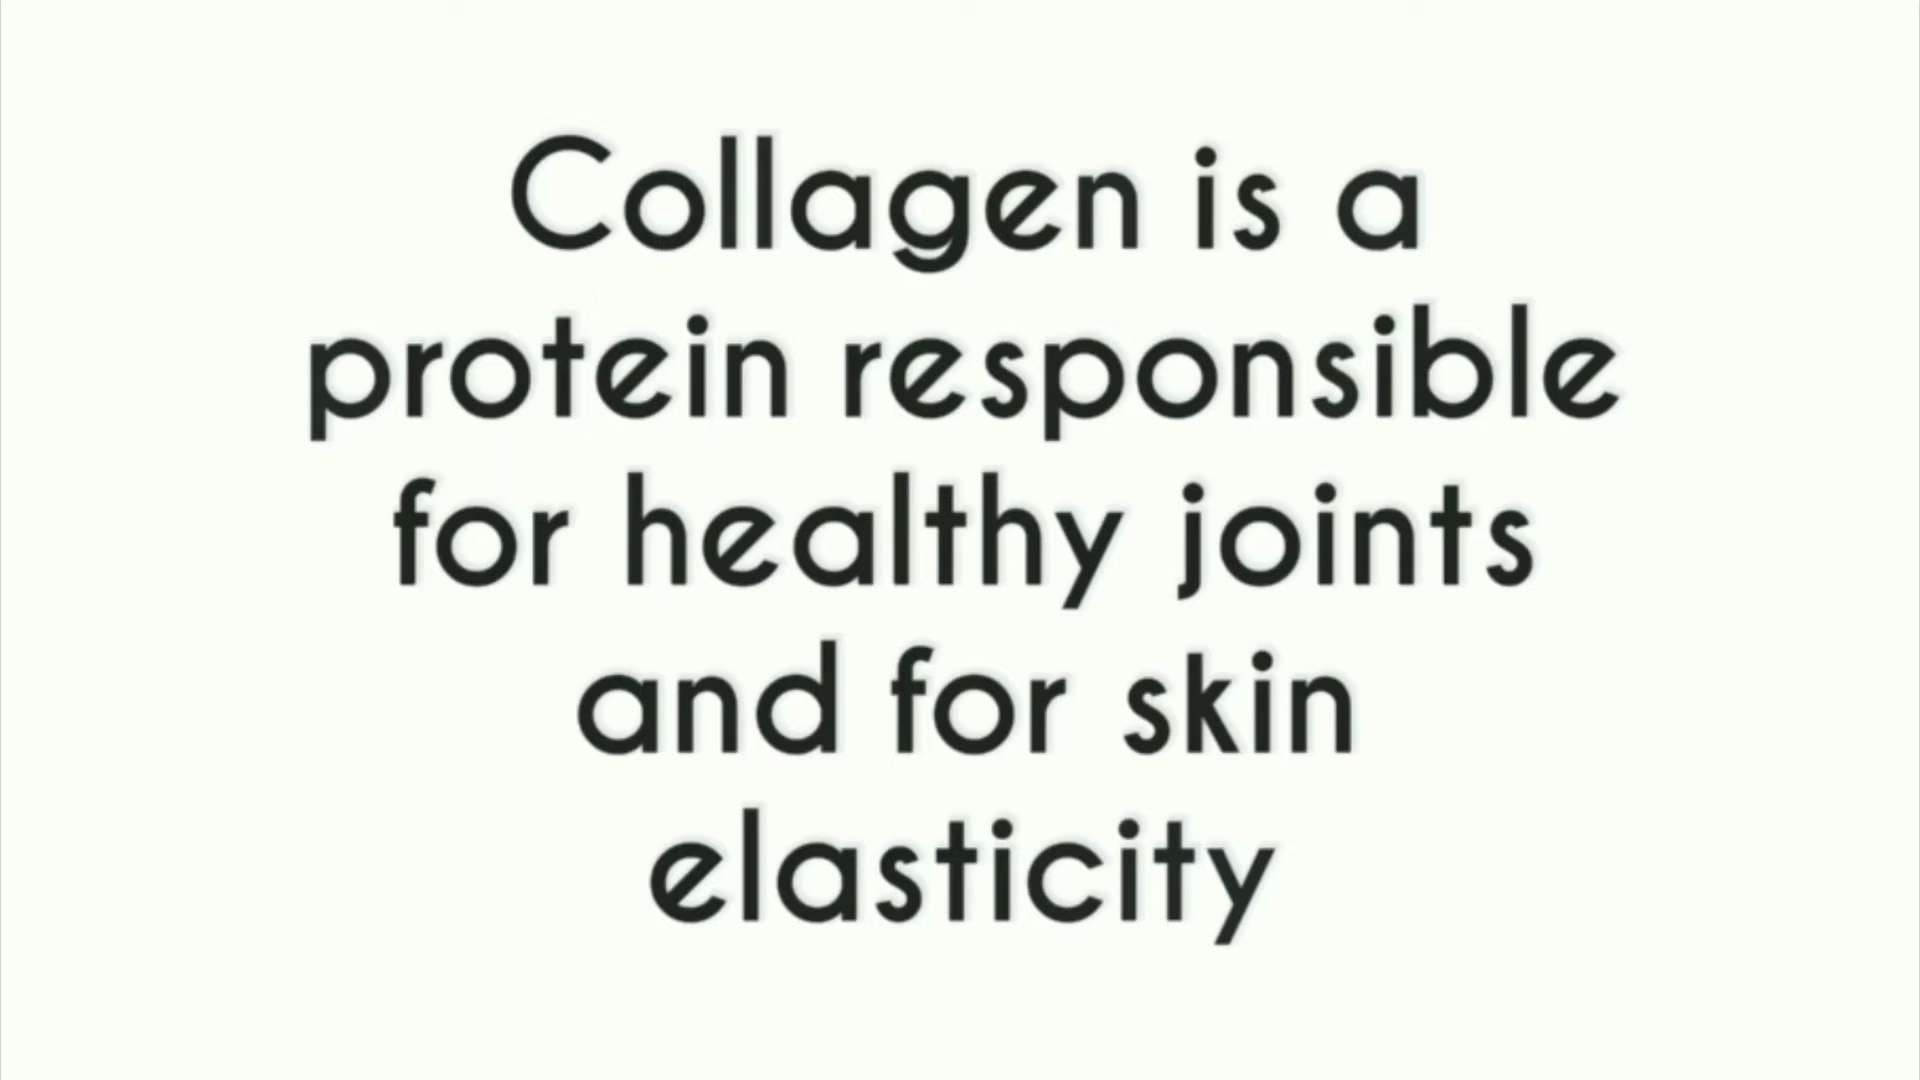 Collagen is a
protein responsible
for healthy joints
and for skin
elasticity